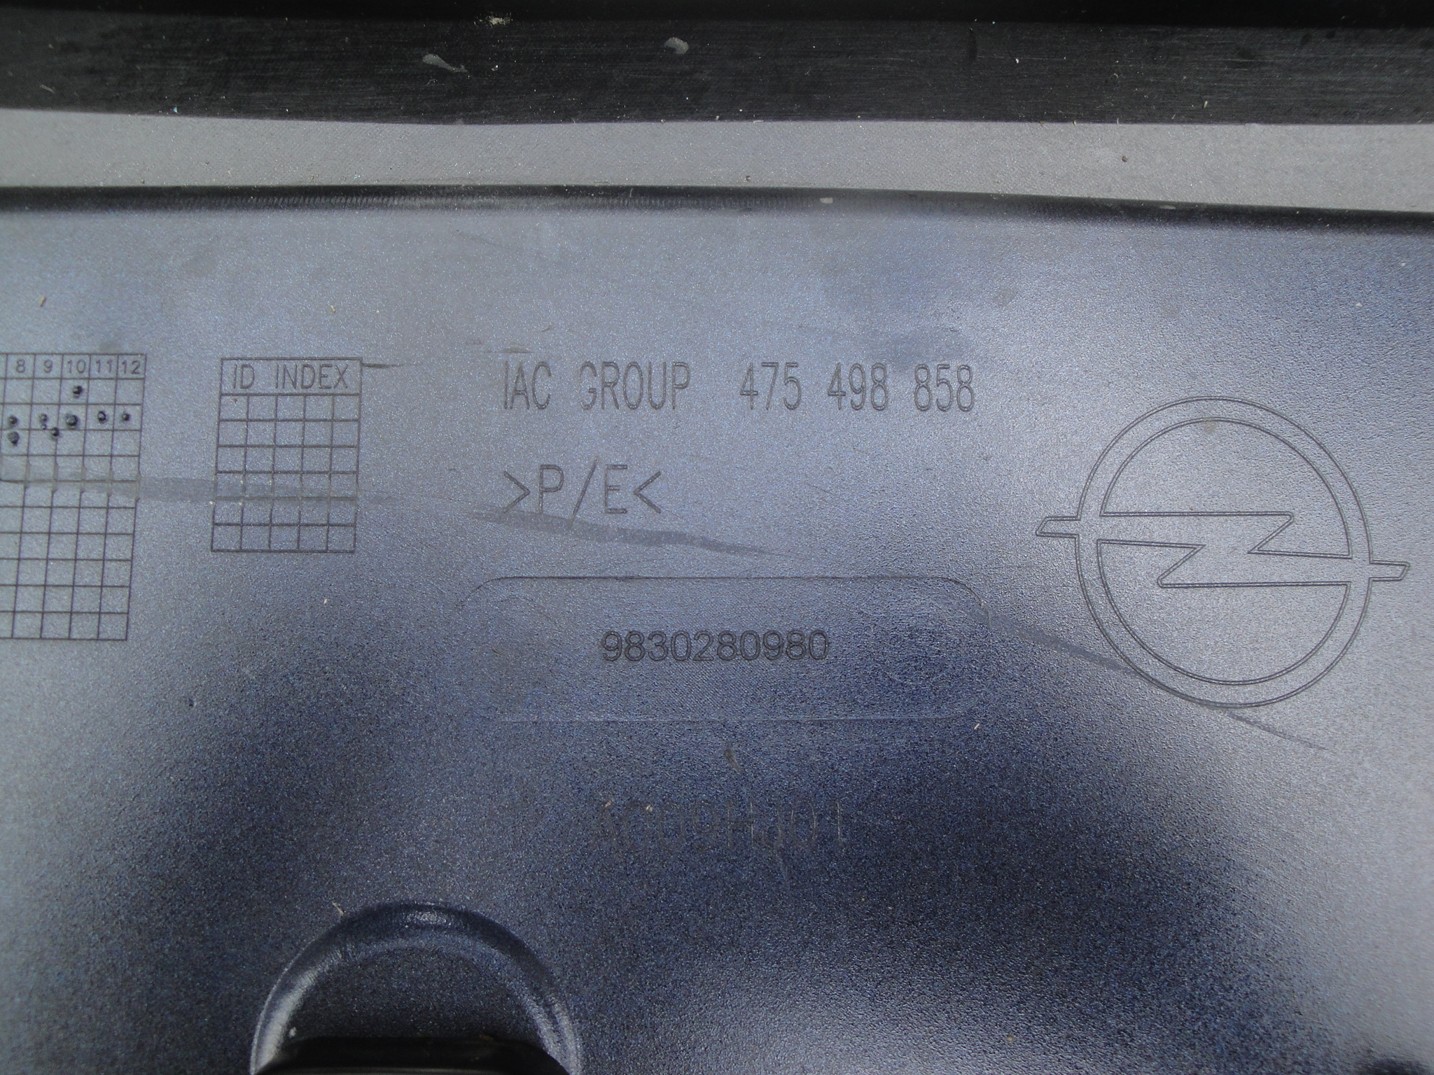 8 9 10 11 12
ID INDEX
IAC GROUP 475 498 858
>P/E<
9830280980